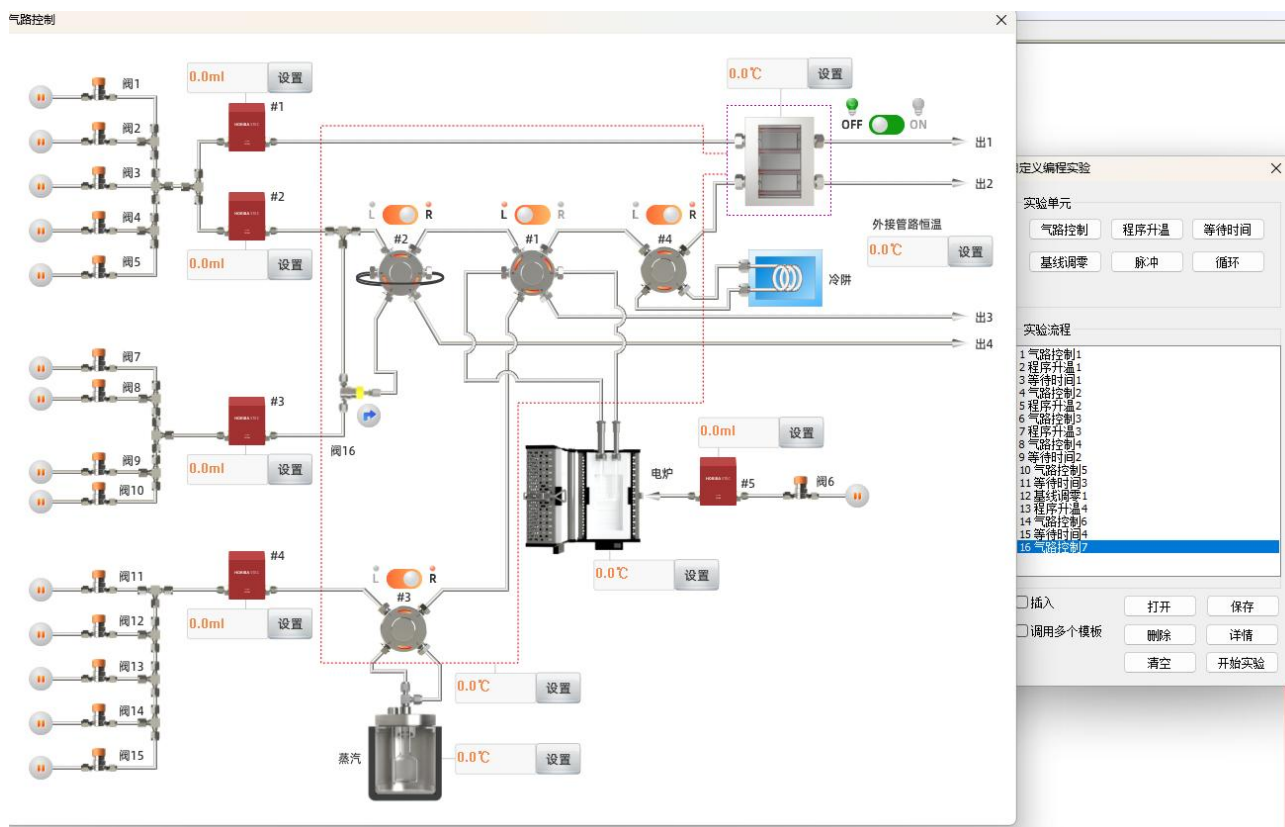 气路控制
阀1
阀2
阀3
阀4
阀5
0.0ml 设置
#1
#2
0.0ml 设置
0.0℃ 设置
OFF ON
出1
出2
外接管路恒温
0.0℃ 设置
L R
#2
L R
#1
L R
#4
冷阱
出3
出4
阀7
阀8
阀9
阀10
#3
0.0ml 设置
阀16
0.0ml 设置
电炉
#5
阀6
0.0℃ 设置
阀11
阀12
阀13
阀14
阀15
#4
0.0ml 设置
L R
#3
0.0℃ 设置
蒸汽
0.0℃ 设置
定义编程实验
实验单元
气路控制 程序升温 等待时间
基线调零 脉冲 循环
实验流程
1 气路控制1
2 程序升温1
3 等待时间1
4 气路控制2
5 程序升温2
6 气路控制3
7 程序升温3
8 气路控制4
9 等待时间2
10 气路控制5
11 等待时间3
12 基线调零1
13 程序升温4
14 气路控制6
15 等待时间4
16 气路控制7
插入
打开 保存
调用多个模板
删除 详情
清空 开始实验